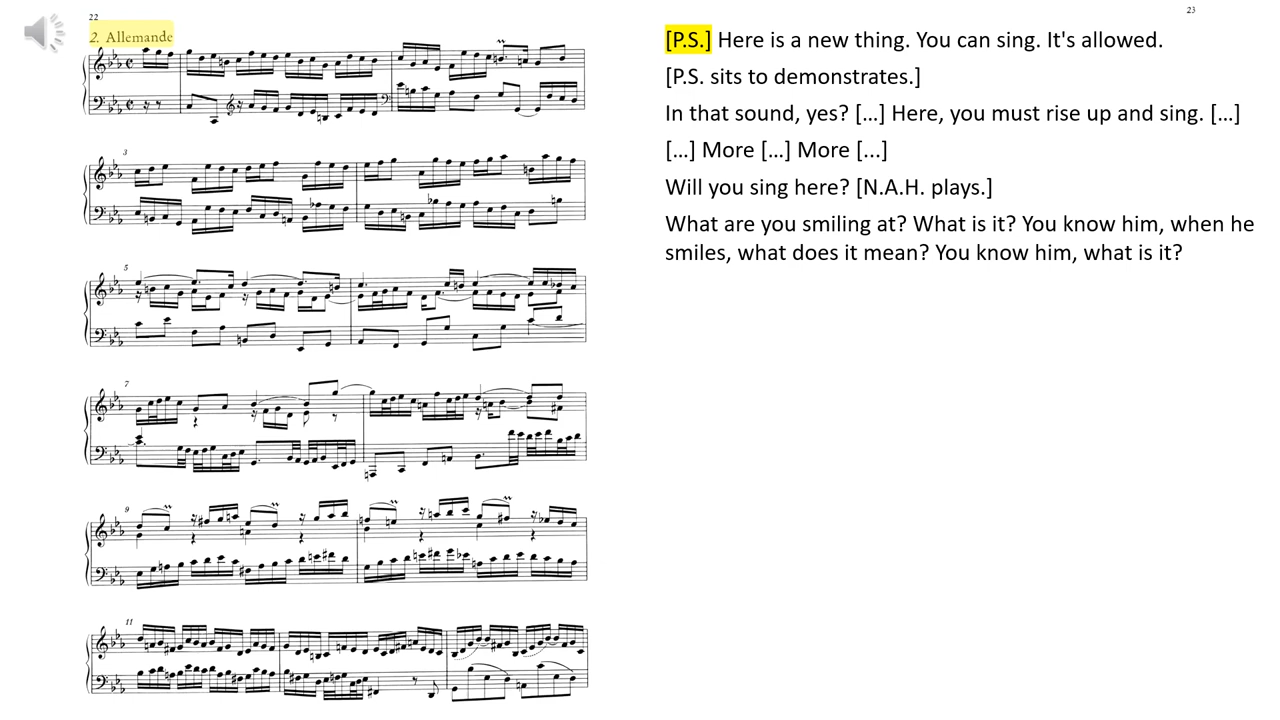 22
2. Allemande
3
5
7
9
11
23
[P.S.] Here is a new thing. You can sing. It's allowed.
[P.S. sits to demonstrates.]
In that sound, yes? […] Here, you must rise up and sing. […]
[…] More […] More [...]
Will you sing here? [N.A.H. plays.]
What are you smiling at? What is it? You know him, when he
smiles, what does it mean? You know him, what is it?